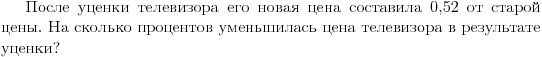 После уценки телевизора его новая цена составила 0,52 от старой
цены. На сколько процентов уменьшилась цена телевизора в результате
уценки?